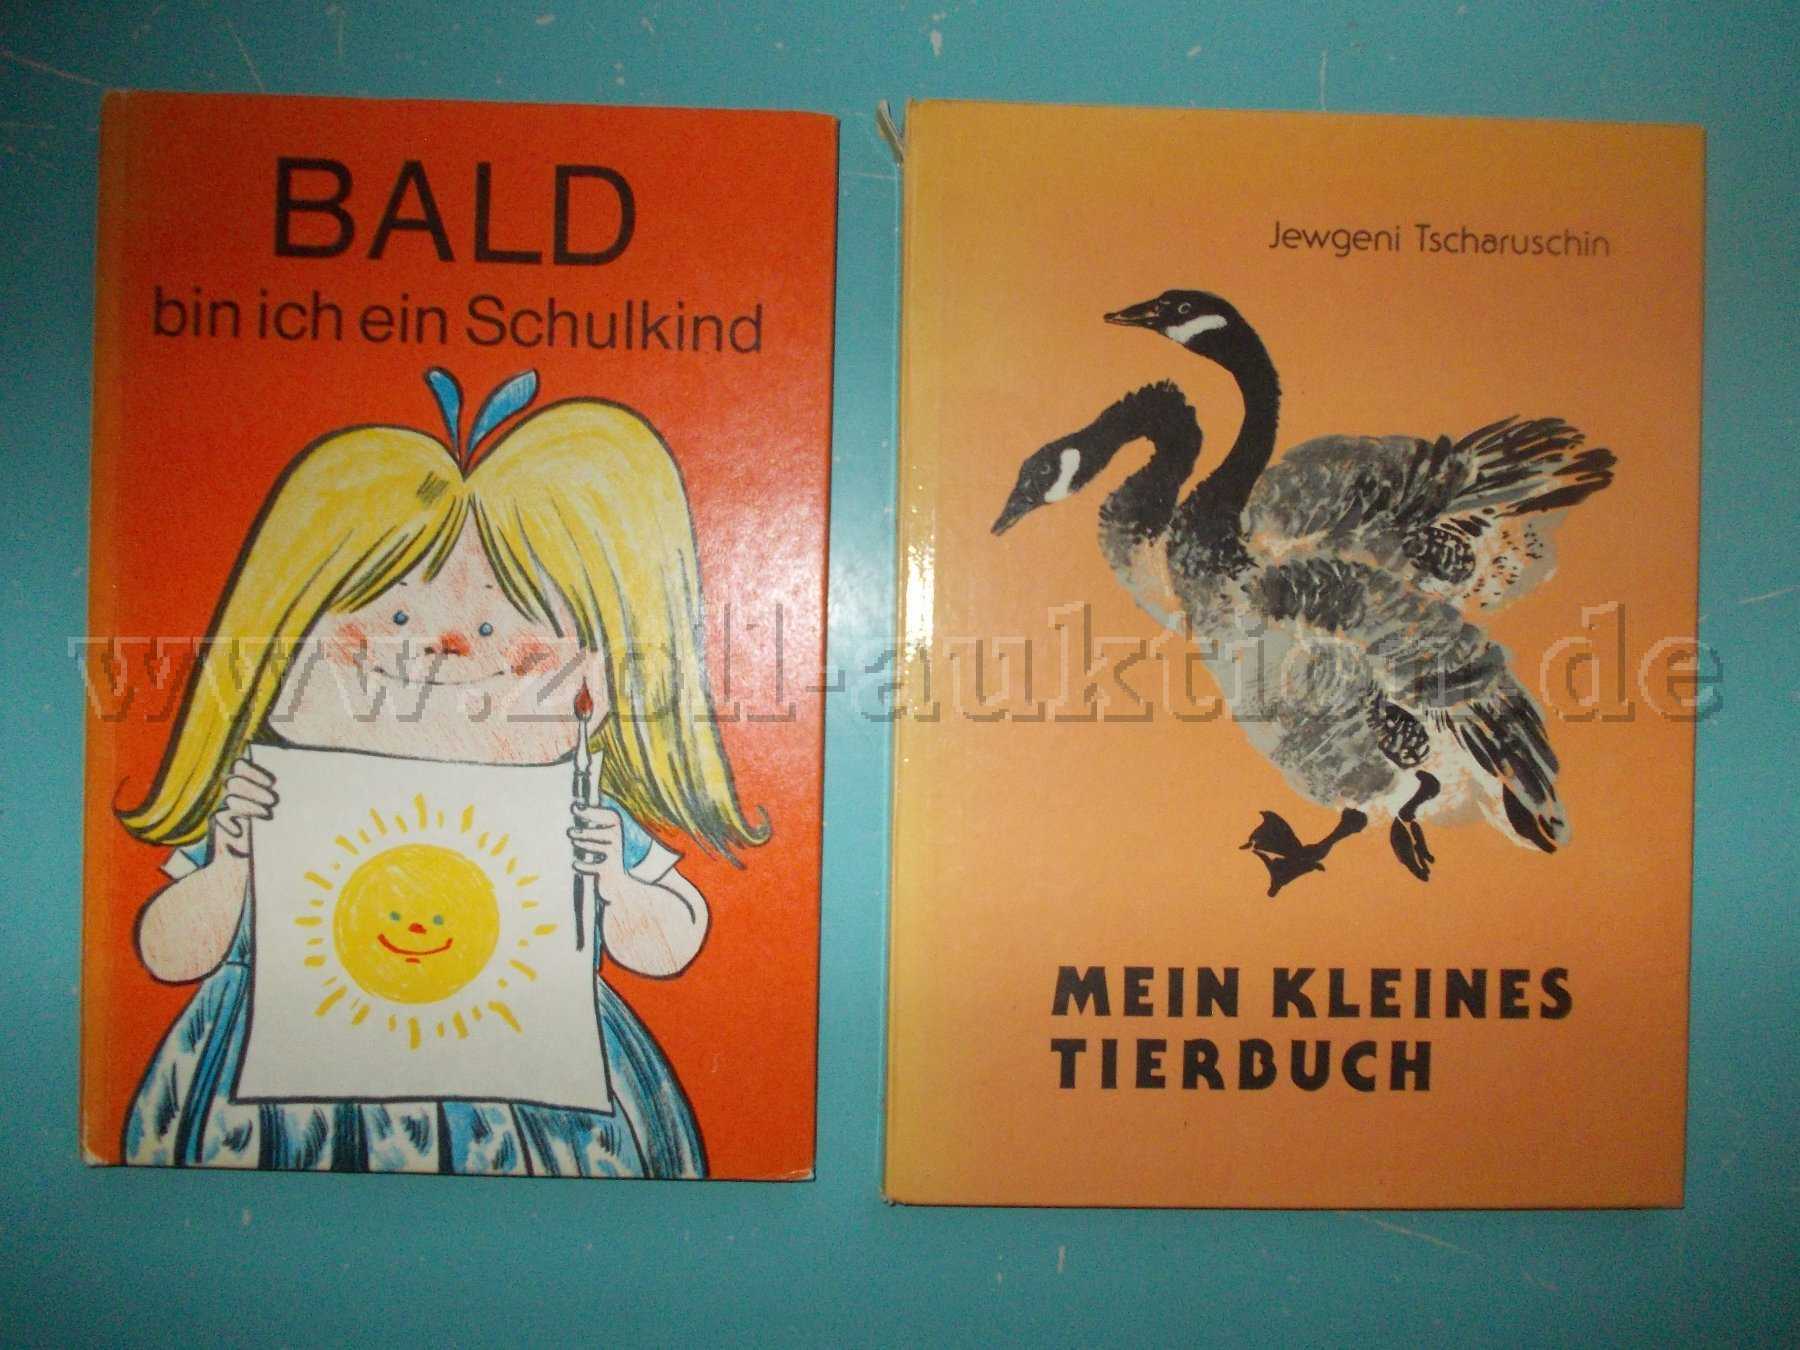 BALD
bin ich ein Schulkind
Jewgeni Tscharuschin
MEIN KLEINES
TIERBUCH
www.zoll-auktion.de